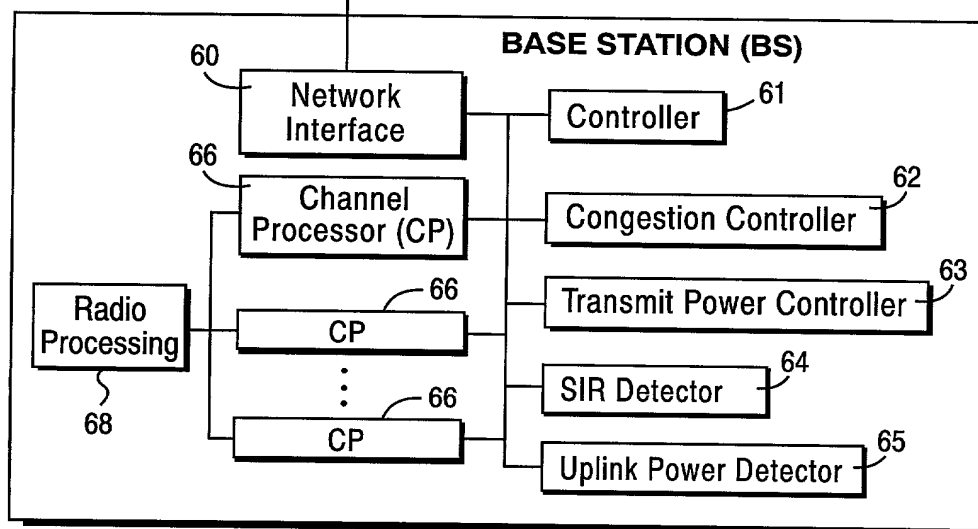 BASE STATION (BS)
60
Network
Interface
61
Controller
66
Channel
Processor (CP)
62
Congestion Controller
63
Transmit Power Controller
Radio
Processing
68
66
CP
64
SIR Detector
66
CP
65
Uplink Power Detector